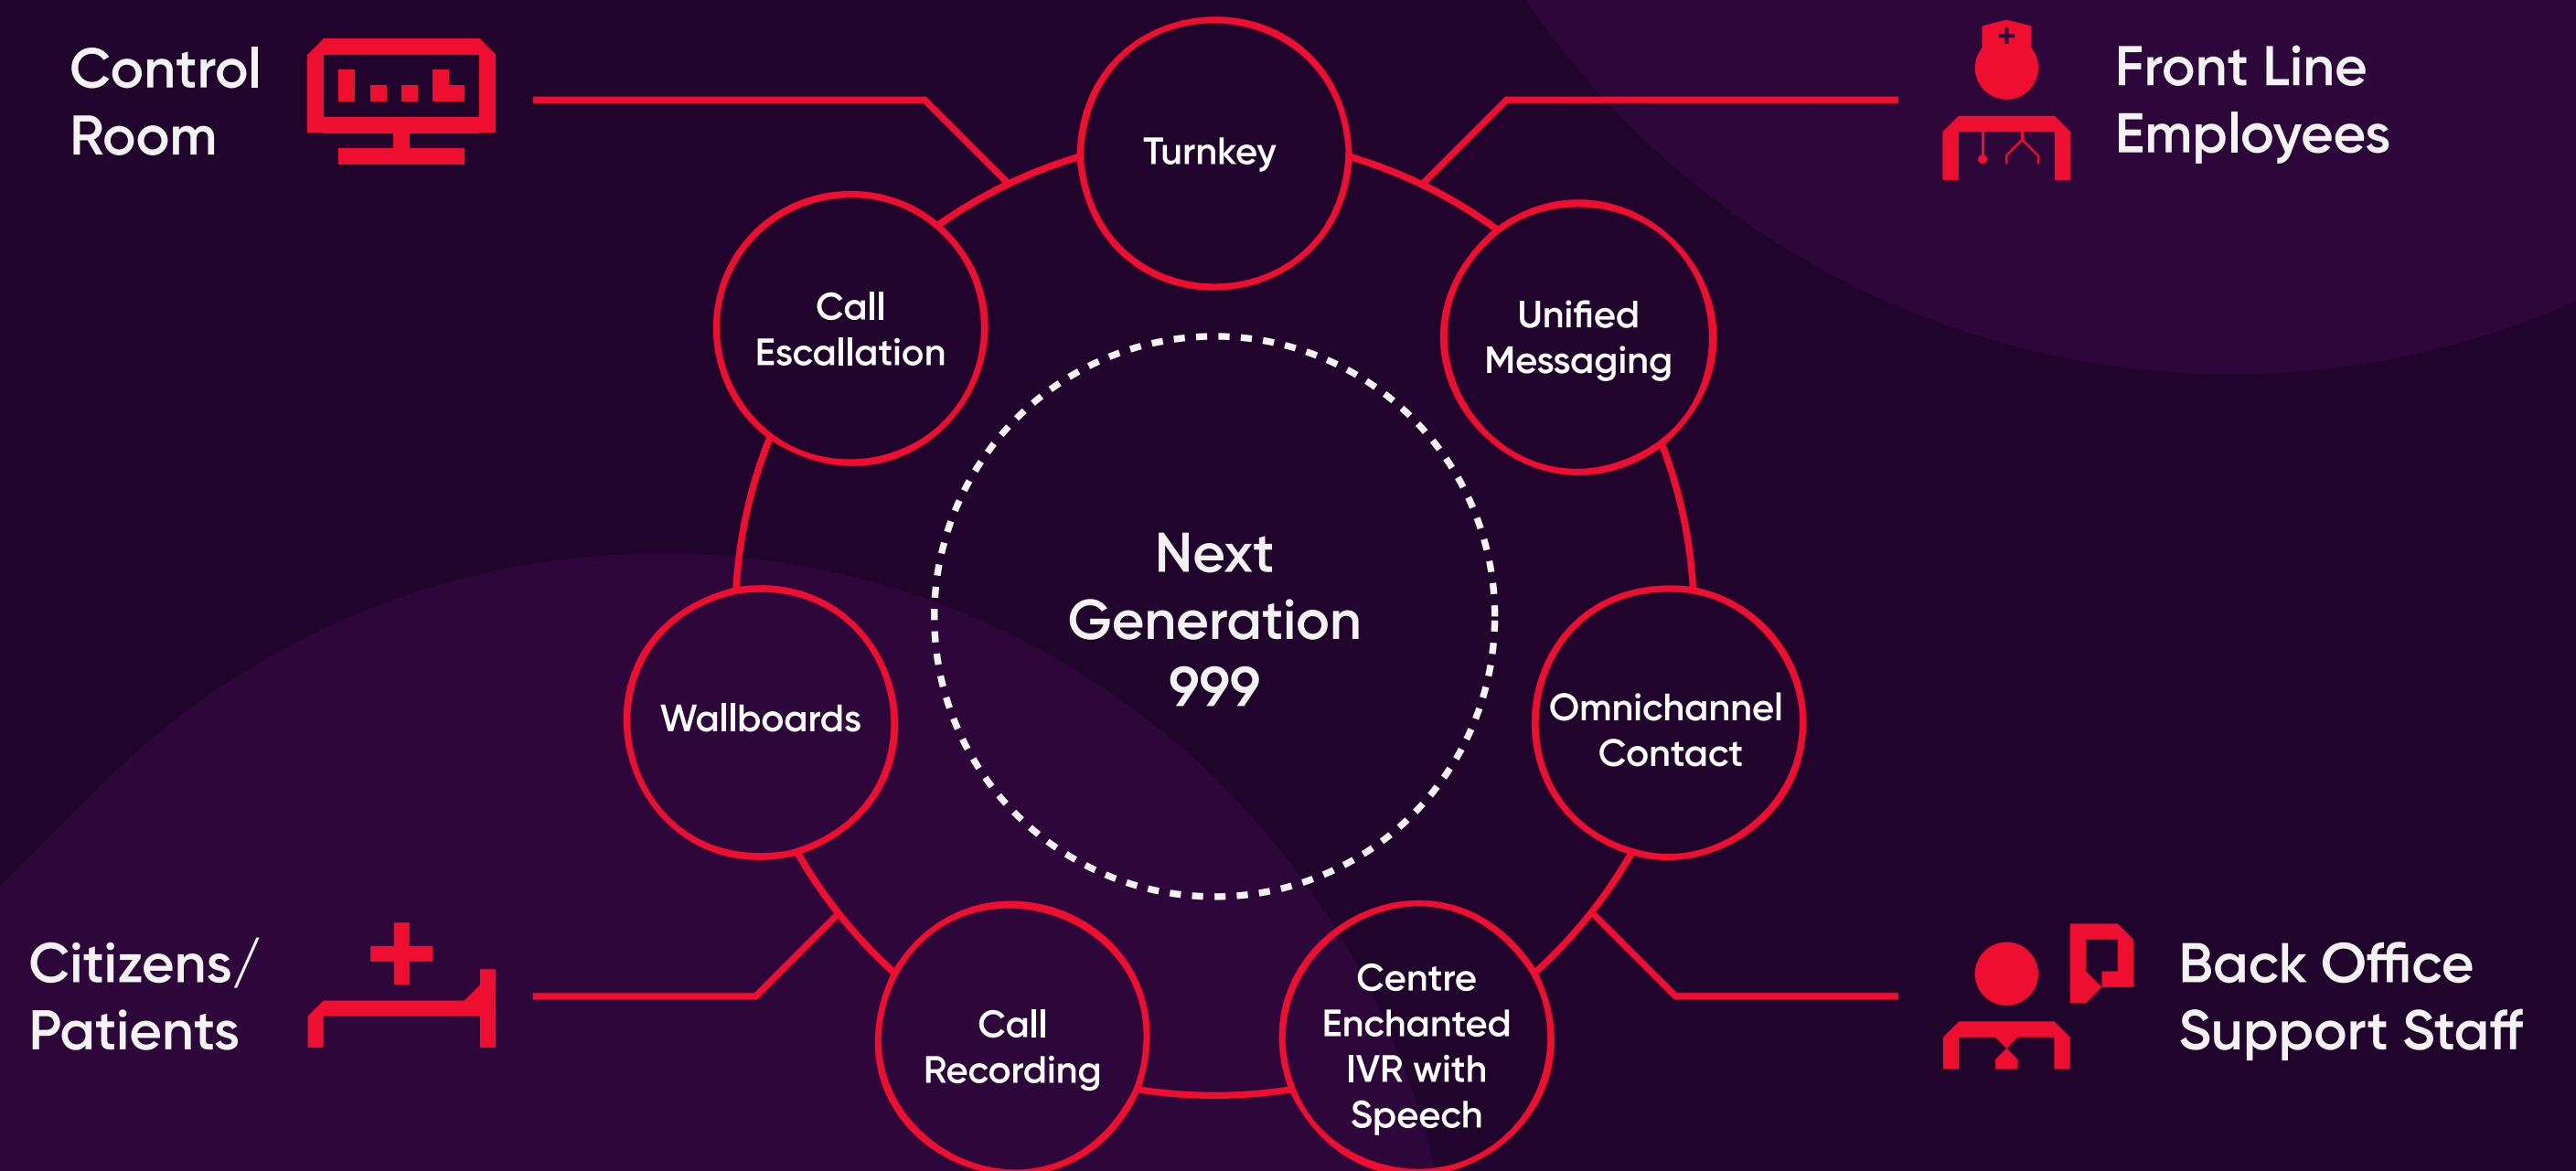 Control
Room
Front Line
Employees
Turnkey
Call
Escallation
Unified
Messaging
Next
Generation
999
Wallboards
Omnichannel
Contact
Citizens/
Patients
Call
Recording
Centre
Enchanted
IVR with
Speech
Back Office
Support Staff